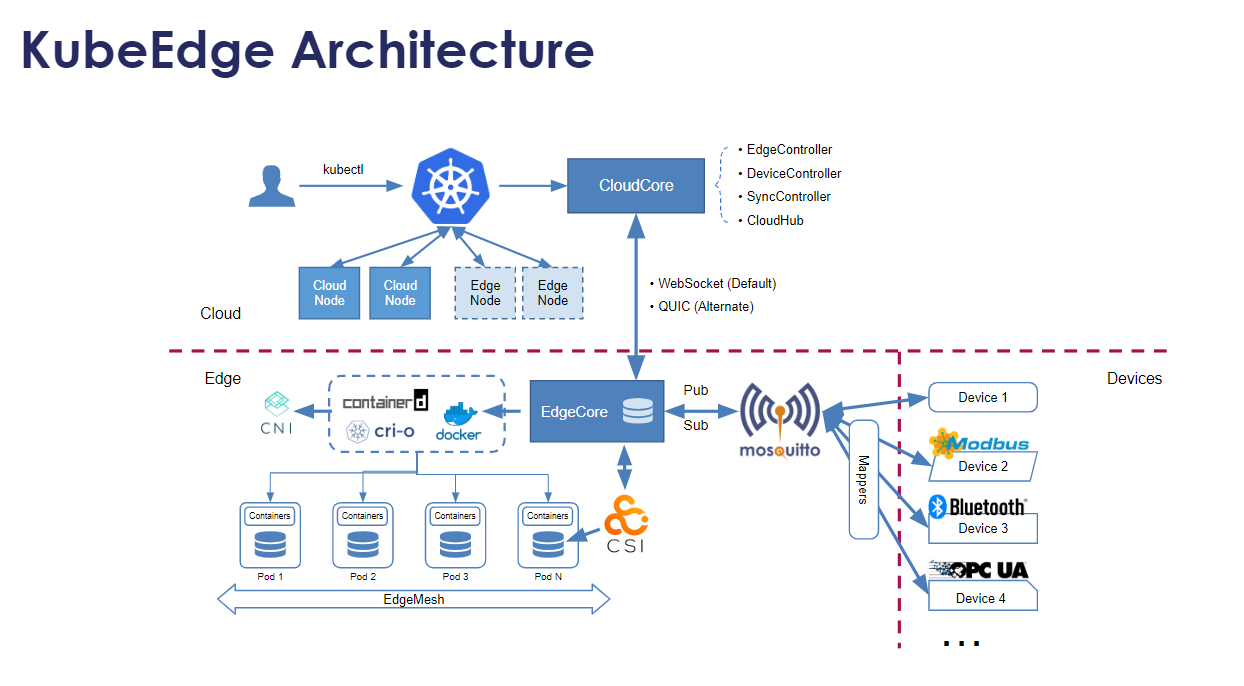 KubeEdge Architecture
kubectl
CloudCore
• EdgeController
• DeviceController
• SyncController
• CloudHub
Cloud
Node
Cloud
Node
Edge
Node
Edge
Node
• WebSocket (Default)
• QUIC (Alternate)
Cloud
Edge
Devices
CNI
containerd
cri-o
docker
EdgeCore
Pub
Sub
mosquitto
Mappers
Device 1
Modbus
Device 2
Bluetooth
Device 3
OPC UA
Device 4
...
Containers
Containers
Containers
Containers
CSI
Pod 1
Pod 2
Pod 3
Pod N
EdgeMesh